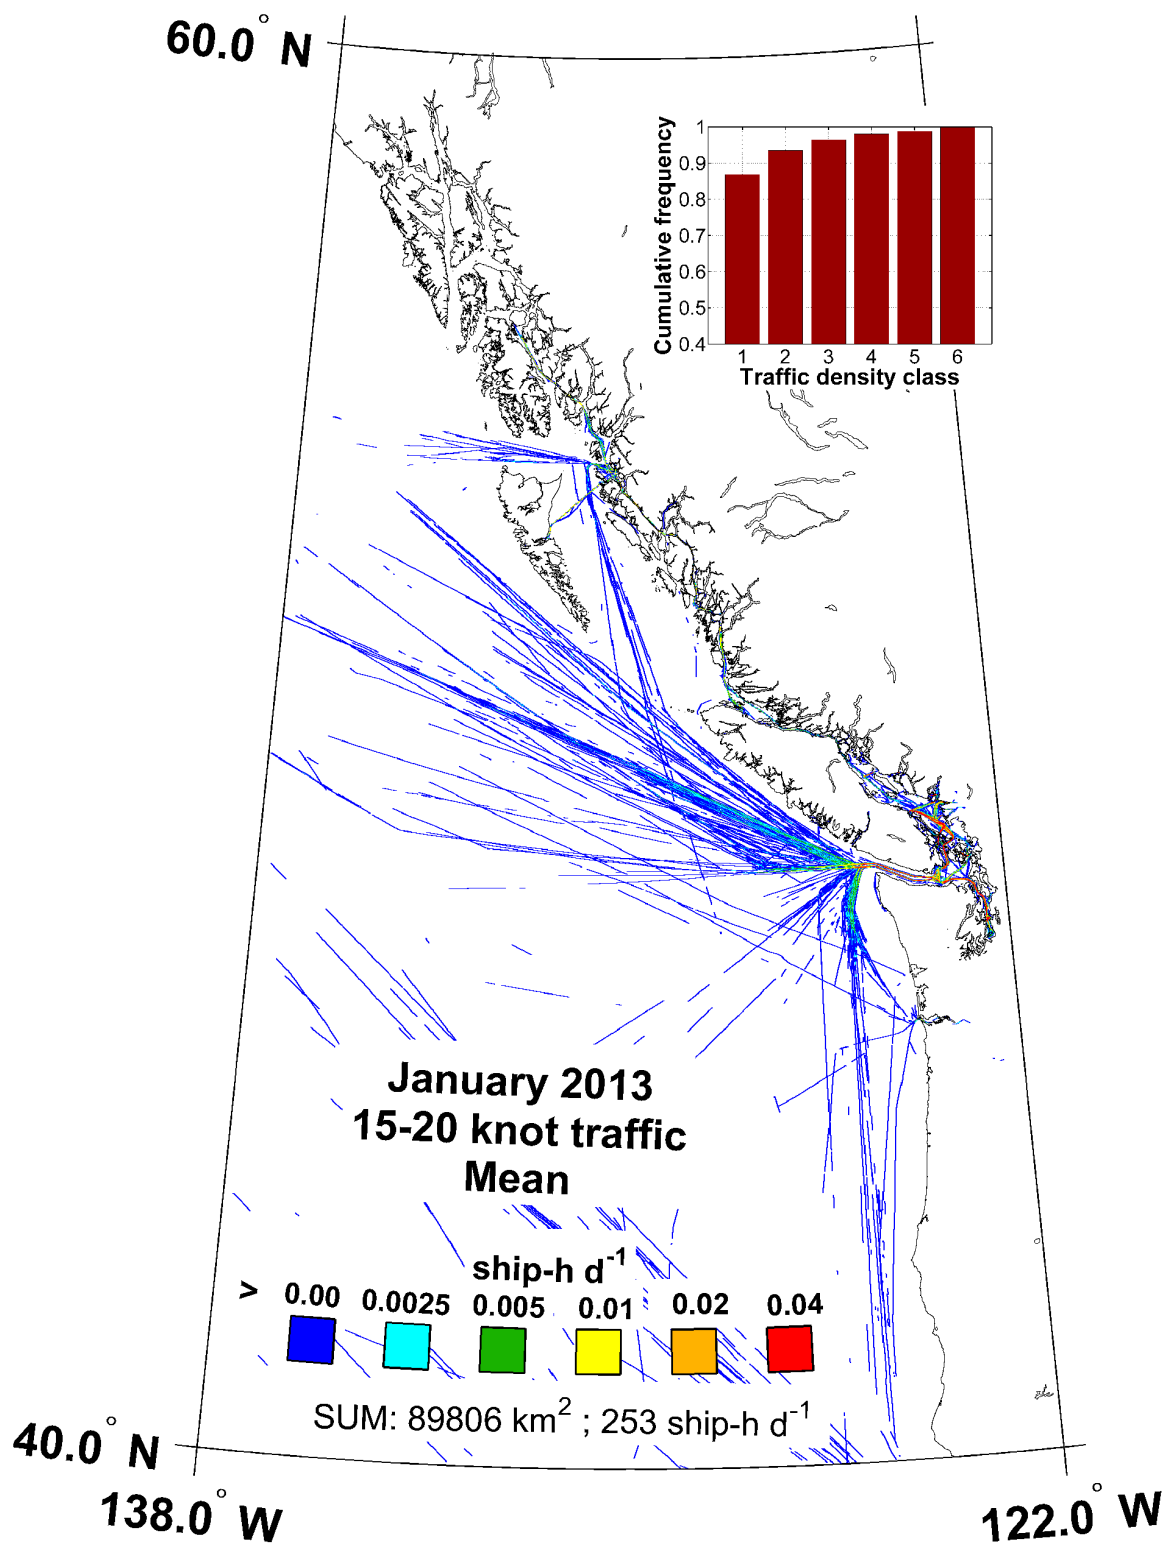 60.0° N
1
0.9
0.8
0.7
0.6
0.5
0.4
Cumulative frequency
1 2 3 4 5 6
Traffic density class
January 2013
15-20 knot traffic
Mean
ship-h d⁻¹
> 0.00 0.0025 0.005 0.01 0.02 0.04
SUM: 89806 km² ; 253 ship-h d⁻¹
40.0° N
138.0° W
122.0° W